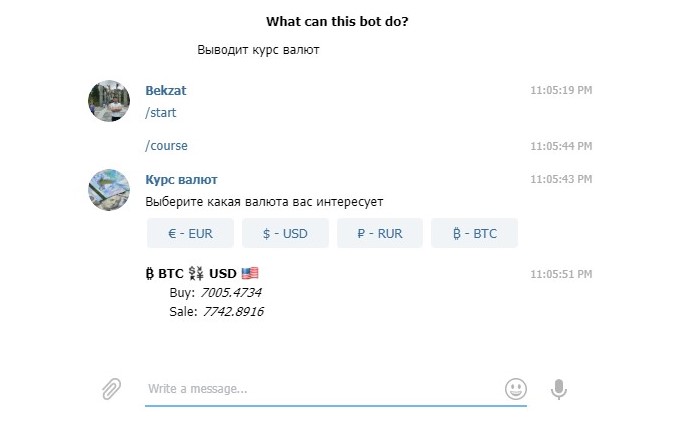 What can this bot do?
Выводит курс валют
Bekzat 11:05:19 PM
/start
/course 11:05:44 PM
Курс валют 11:05:43 PM
Выберите какая валюта вас интересует
€ - EUR $ - USD ₽ - RUR ₿ - BTC
₿ BTC 💱 USD 🇺🇸 11:05:51 PM
Buy: 7005.4734
Sale: 7742.8916
Write a message...